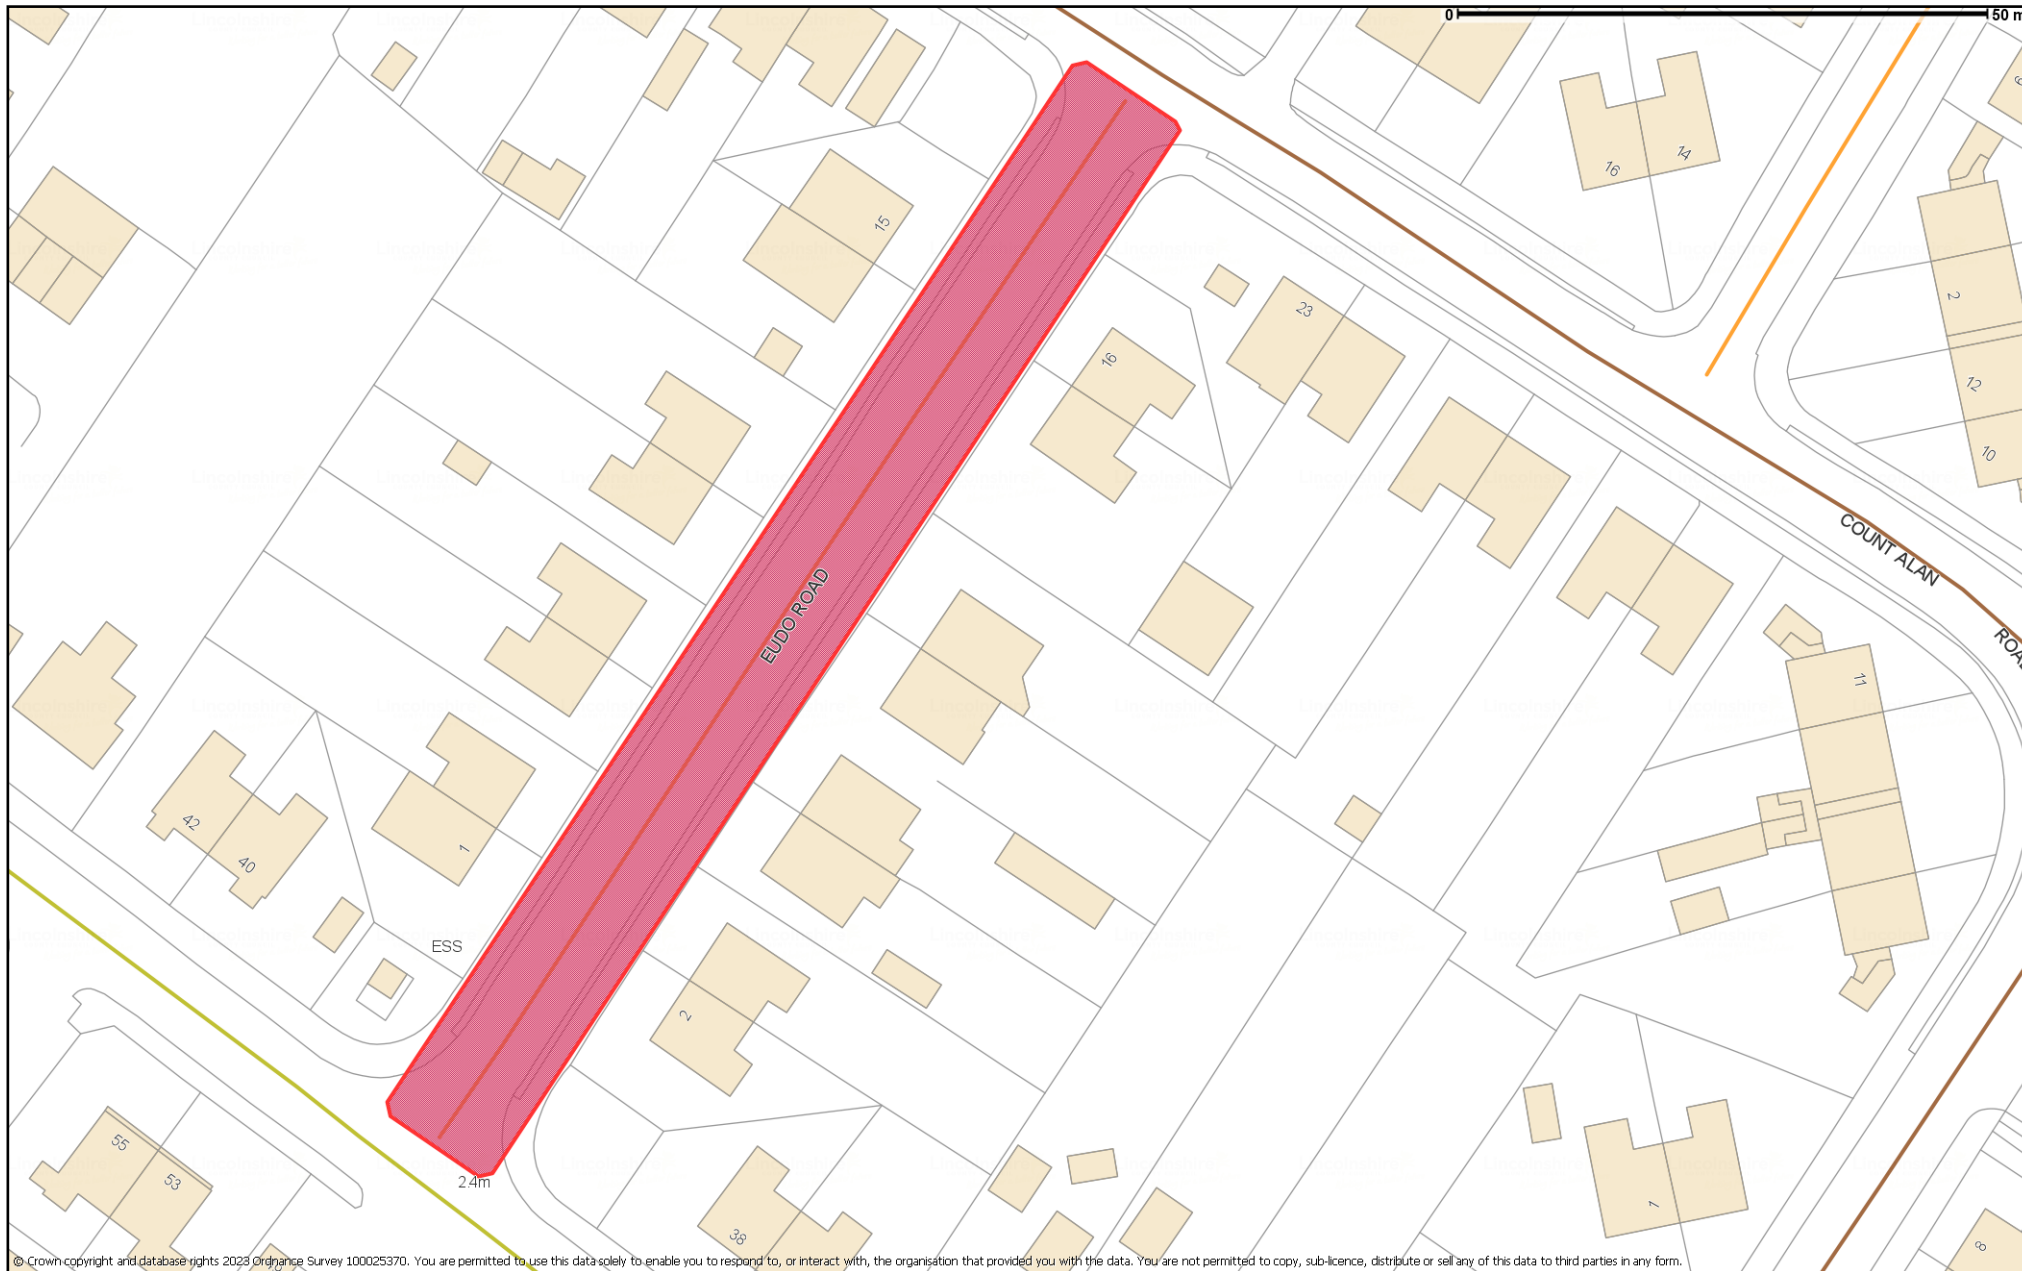 0 50 m
6
14
16
15
2
23
16
12
10
COUNT ALAN
ROAD
EUDO ROAD
11
42
40
1
ESS
2
55
53
2.4m
38
1
8
© Crown copyright and database rights 2023 Ordnance Survey 100025370. You are permitted to use this data solely to enable you to respond to, or interact with, the organisation that provided you with the data. You are not permitted to copy, sub-licence, distribute or sell any of this data to third parties in any form.